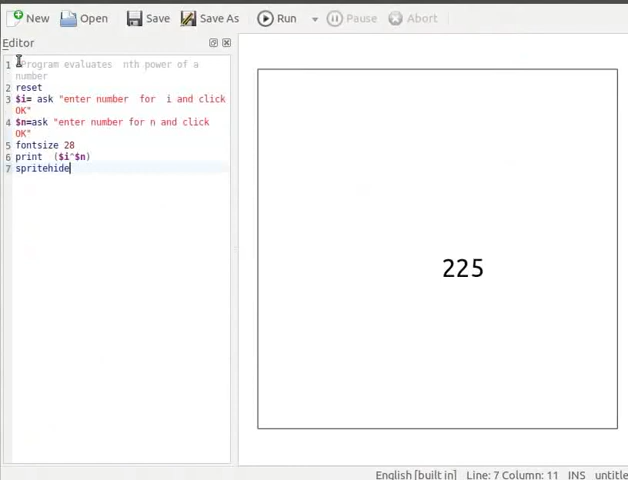 New Open Save Save As Run Pause Abort
Editor
1 Program evaluates nth power of a
number
2 reset
3 $i= ask "enter number for i and click
OK"
4 $n=ask "enter number for n and click
OK"
5 fontsize 28
6 print ($i^$n)
7 spritehide
225
English [built in] Line: 7 Column: 11 INS untitle